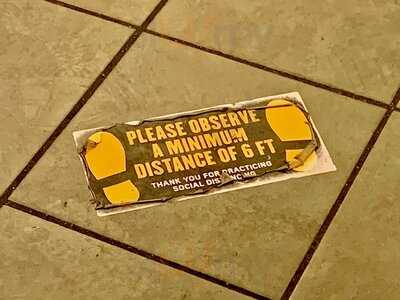 PLEASE OBSERVE
A MINIMUM
DISTANCE OF 6 FT
THANK YOU FOR PRACTICING
SOCIAL DISTANCING